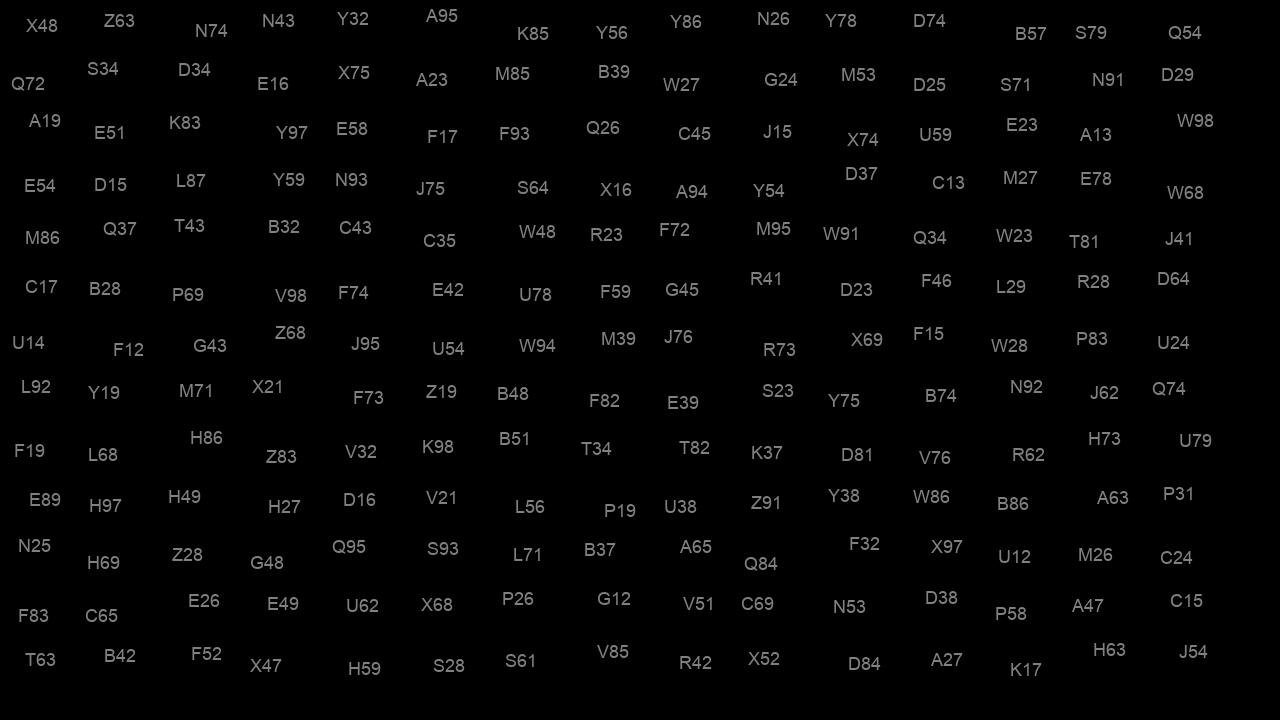 X48 Z63 N74 N43 Y32 A95 K85 Y56 Y86 N26 Y78 D74 B57 S79 Q54
Q72 S34 D34 E16 X75 A23 M85 B39 W27 G24 M53 D25 S71 N91 D29
A19 E51 K83 Y97 E58 F17 F93 Q26 C45 J15 X74 U59 E23 A13 W98
E54 D15 L87 Y59 N93 J75 S64 X16 A94 Y54 D37 C13 M27 E78 W68
M86 Q37 T43 B32 C43 C35 W48 R23 F72 M95 W91 Q34 W23 T81 J41
C17 B28 P69 V98 F74 E42 U78 F59 G45 R41 D23 F46 L29 R28 D64
U14 F12 G43 Z68 J95 U54 W94 M39 J76 R73 X69 F15 W28 P83 U24
L92 Y19 M71 X21 F73 Z19 B48 F82 E39 S23 Y75 B74 N92 J62 Q74
F19 L68 H86 Z83 V32 K98 B51 T34 T82 K37 D81 V76 R62 H73 U79
E89 H97 H49 H27 D16 V21 L56 P19 U38 Z91 Y38 W86 B86 A63 P31
N25 H69 Z28 G48 Q95 S93 L71 B37 A65 Q84 F32 X97 U12 M26 C24
F83 C65 E26 E49 U62 X68 P26 G12 V51 C69 N53 D38 P58 A47 C15
T63 B42 F52 X47 H59 S28 S61 V85 R42 X52 D84 A27 K17 H63 J54